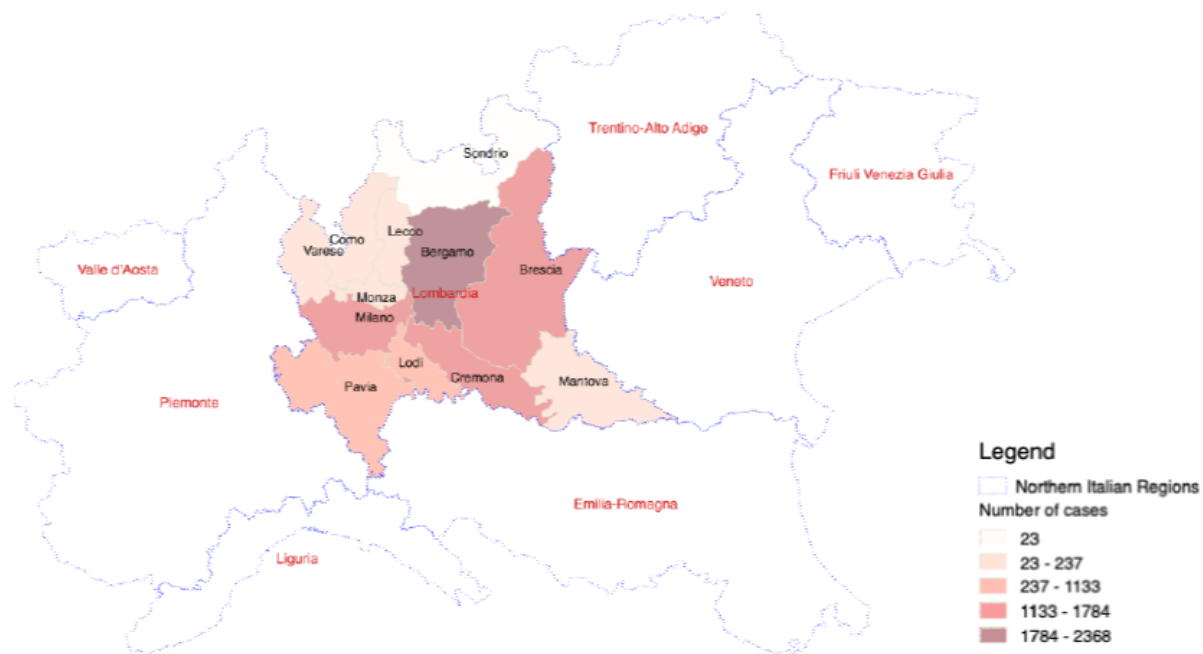 Trentino-Alto Adige
Sondrio
Friuli Venezia Giulia
Lecco
Como
Varese
Bergamo
Valle d'Aosta
Brescia
Veneto
Monza
Lombardia
Milano
Lodi
Cremona
Mantova
Pavia
Piemonte
Legend
Northern Italian Regions
Emilia-Romagna
Number of cases
23
Liguria
23 - 237
237 - 1133
1133 - 1784
1784 - 2368